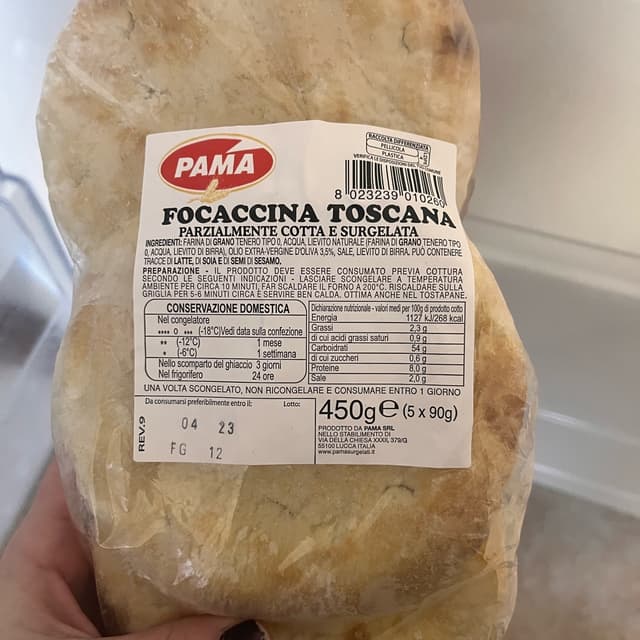 PAMA
RACCOLTA DIFFERENZIATA
PELLICOLA
PLASTICA
VERIFICA LE DISPOSIZIONI DEL TUO COMUNE
8 023239 010260
FOCACCINA TOSCANA
PARZIALMENTE COTTA E SURGELATA
INGREDIENTI: FARINA DI GRANO TENERO TIPO 0, ACQUA, LIEVITO NATURALE (FARINA DI GRANO TENERO TIPO
0, ACQUA, LIEVITO DI BIRRA), OLIO EXTRA-VERGINE D'OLIVA 3,5%, SALE, LIEVITO DI BIRRA. PUÒ CONTENERE
TRACCE DI LATTE, DI SOIA E DI SEMI DI SESAMO.
PREPARAZIONE - IL PRODOTTO DEVE ESSERE CONSUMATO PREVIA COTTURA
SECONDO LE SEGUENTI INDICAZIONI - LASCIARE SCONGELARE A TEMPERATURA
AMBIENTE PER CIRCA 10 MINUTI, FAR SCALDARE IL FORNO A 200°C. RISCALDARE SULLA
GRIGLIA PER 5-6 MINUTI CIRCA E SERVIRE BEN CALDA. OTTIMA ANCHE NEL TOSTAPANE.
CONSERVAZIONE DOMESTICA
Nel congelatore
**** o *** (-18°C) Vedi data sulla confezione
** (-12°C) 1 mese
* (-6°C) 1 settimana
Nello scomparto del ghiaccio 3 giorni
Nel frigorifero 24 ore
Dichiarazione nutrizionale - valori medi per 100g di prodotto cotto
Energia 1127 kJ/268 kcal
Grassi 2,3 g
di cui acidi grassi saturi 0,9 g
Carboidrati 54 g
di cui zuccheri 0,6 g
Proteine 8,0 g
Sale 2,0 g
UNA VOLTA SCONGELATO, NON RICONGELARE E CONSUMARE ENTRO 1 GIORNO
REV.9
Da consumarsi preferibilmente entro il: Lotto:
04 23
FG 12
450g e (5 x 90g)
PRODOTTO DA PAMA SRL
NELLO STABILIMENTO DI
VIA DELLA CHIESA XXXII, 379/G
55100 LUCCA ITALIA
www.pamasurgelati.it